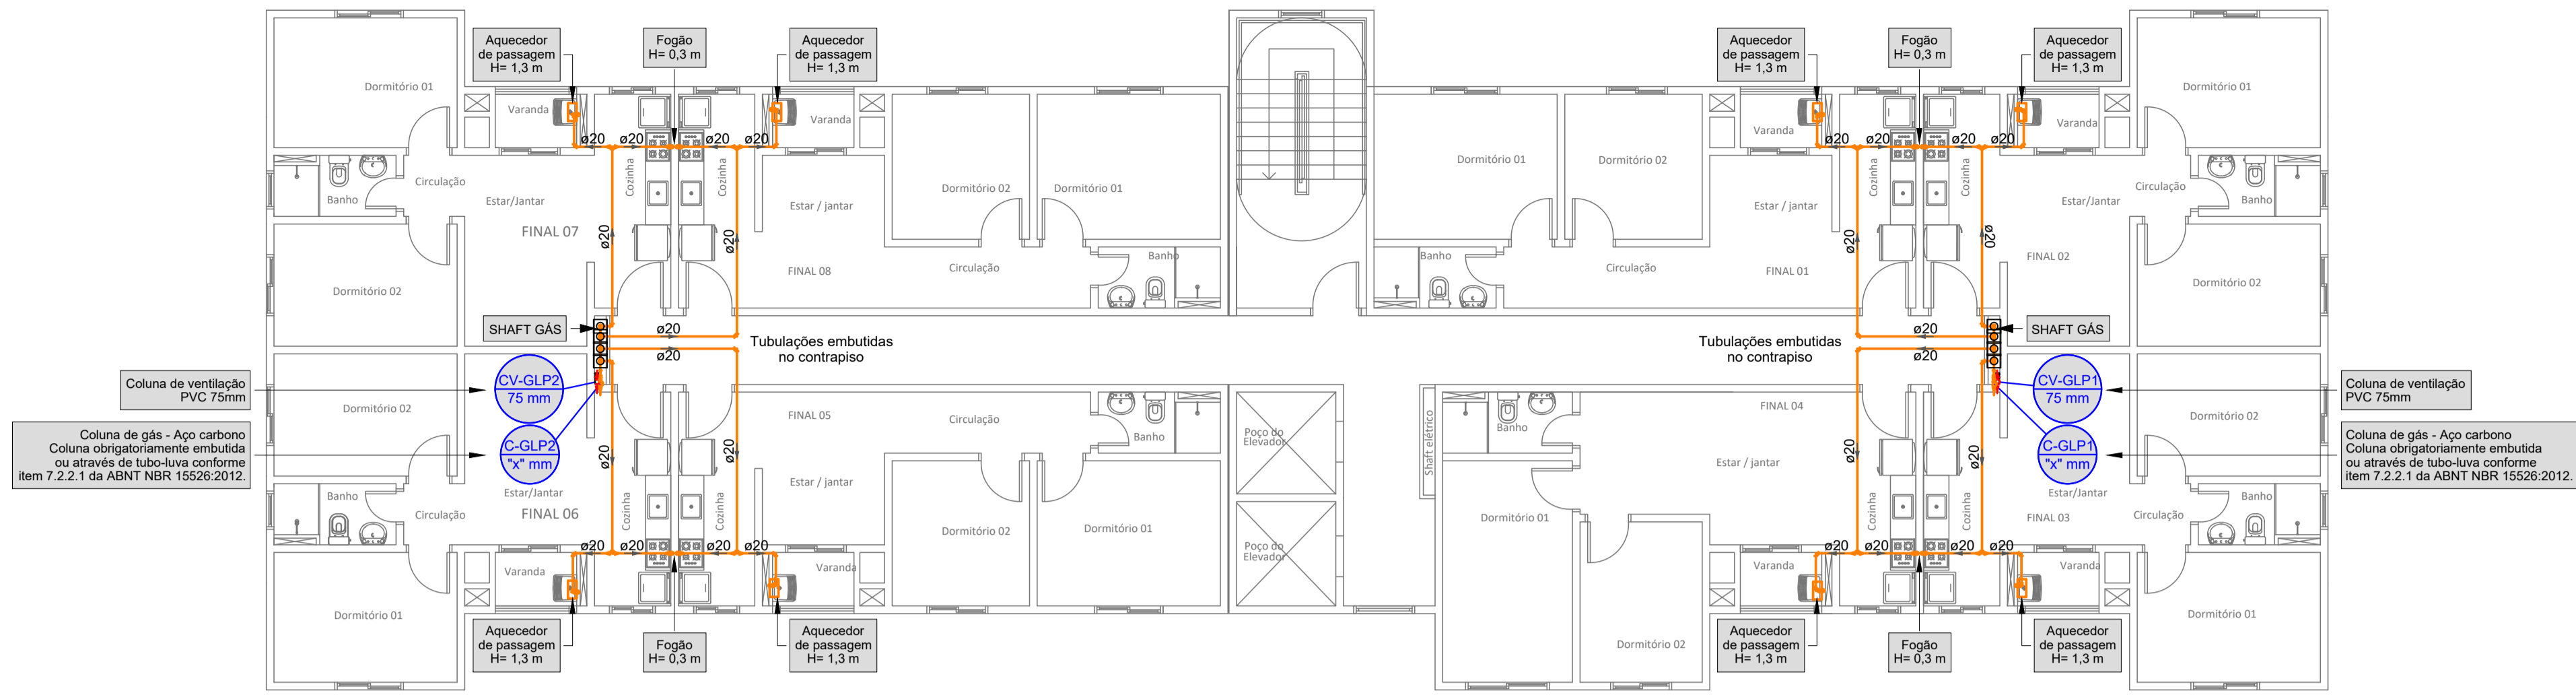 Aquecedor
de passagem
H= 1,3 m
Fogão
H= 0,3 m
Aquecedor
de passagem
H= 1,3 m
Aquecedor
de passagem
H= 1,3 m
Fogão
H= 0,3 m
Aquecedor
de passagem
H= 1,3 m
Dormitório 01
Varanda
Varanda
Varanda
Varanda
Dormitório 01
ø20
ø20
ø20
ø20
ø20
ø20
ø20
ø20
Cozinha
Cozinha
Dormitório 02
Dormitório 01
Dormitório 01
Dormitório 02
Cozinha
Cozinha
Banho
Circulação
Estar/Jantar
FINAL 07
Estar / jantar
FINAL 08
Circulação
Banho
Banho
Circulação
Estar / jantar
FINAL 01
Estar/Jantar
FINAL 02
Circulação
Banho
ø20
ø20
ø20
ø20
Dormitório 02
Dormitório 02
SHAFT GÁS
ø20
ø20
Tubulações embutidas
no contrapiso
Tubulações embutidas
no contrapiso
ø20
ø20
SHAFT GÁS
Coluna de ventilação
PVC 75mm
CV-GLP2
75 mm
CV-GLP1
75 mm
Coluna de ventilação
PVC 75mm
Coluna de gás - Aço carbono
Coluna obrigatoriamente embutida
ou através de tubo-luva conforme
item 7.2.2.1 da ABNT NBR 15526:2012.
C-GLP2
"x" mm
C-GLP1
"x" mm
Coluna de gás - Aço carbono
Coluna obrigatoriamente embutida
ou através de tubo-luva conforme
item 7.2.2.1 da ABNT NBR 15526:2012.
Dormitório 02
FINAL 05
Circulação
Banho
Poço do
Elevador
Shaft elétrico
Banho
FINAL 04
Estar / jantar
Dormitório 02
ø20
ø20
ø20
ø20
Banho
Circulação
Estar/Jantar
FINAL 06
Cozinha
Cozinha
Estar / jantar
Dormitório 02
Dormitório 01
Poço do
Elevador
Dormitório 01
Dormitório 02
Cozinha
Cozinha
Estar/Jantar
FINAL 03
Circulação
Banho
ø20
ø20
ø20
ø20
ø20
ø20
ø20
ø20
Varanda
Varanda
Varanda
Varanda
Dormitório 01
Dormitório 01
Aquecedor
de passagem
H= 1,3 m
Fogão
H= 0,3 m
Aquecedor
de passagem
H= 1,3 m
Aquecedor
de passagem
H= 1,3 m
Fogão
H= 0,3 m
Aquecedor
de passagem
H= 1,3 m